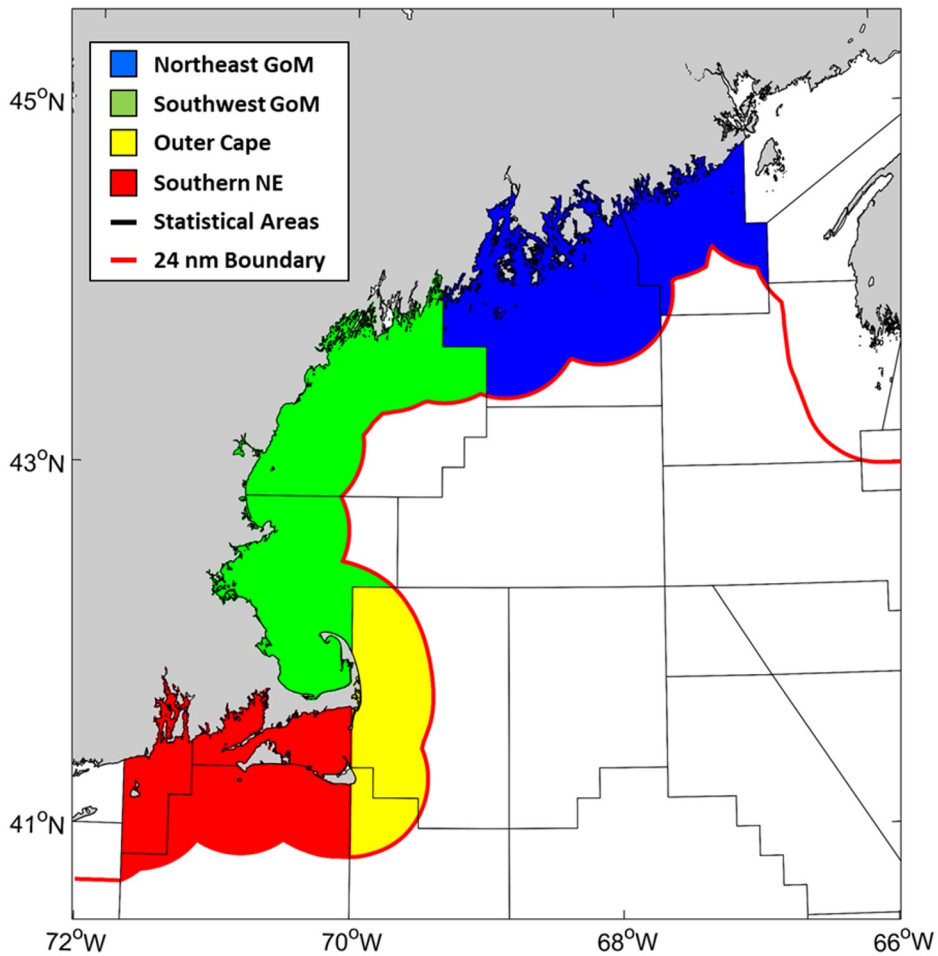 Northeast GoM
Southwest GoM
Outer Cape
Southern NE
Statistical Areas
24 nm Boundary
45°N
43°N
41°N
72°W
70°W
68°W
66°W